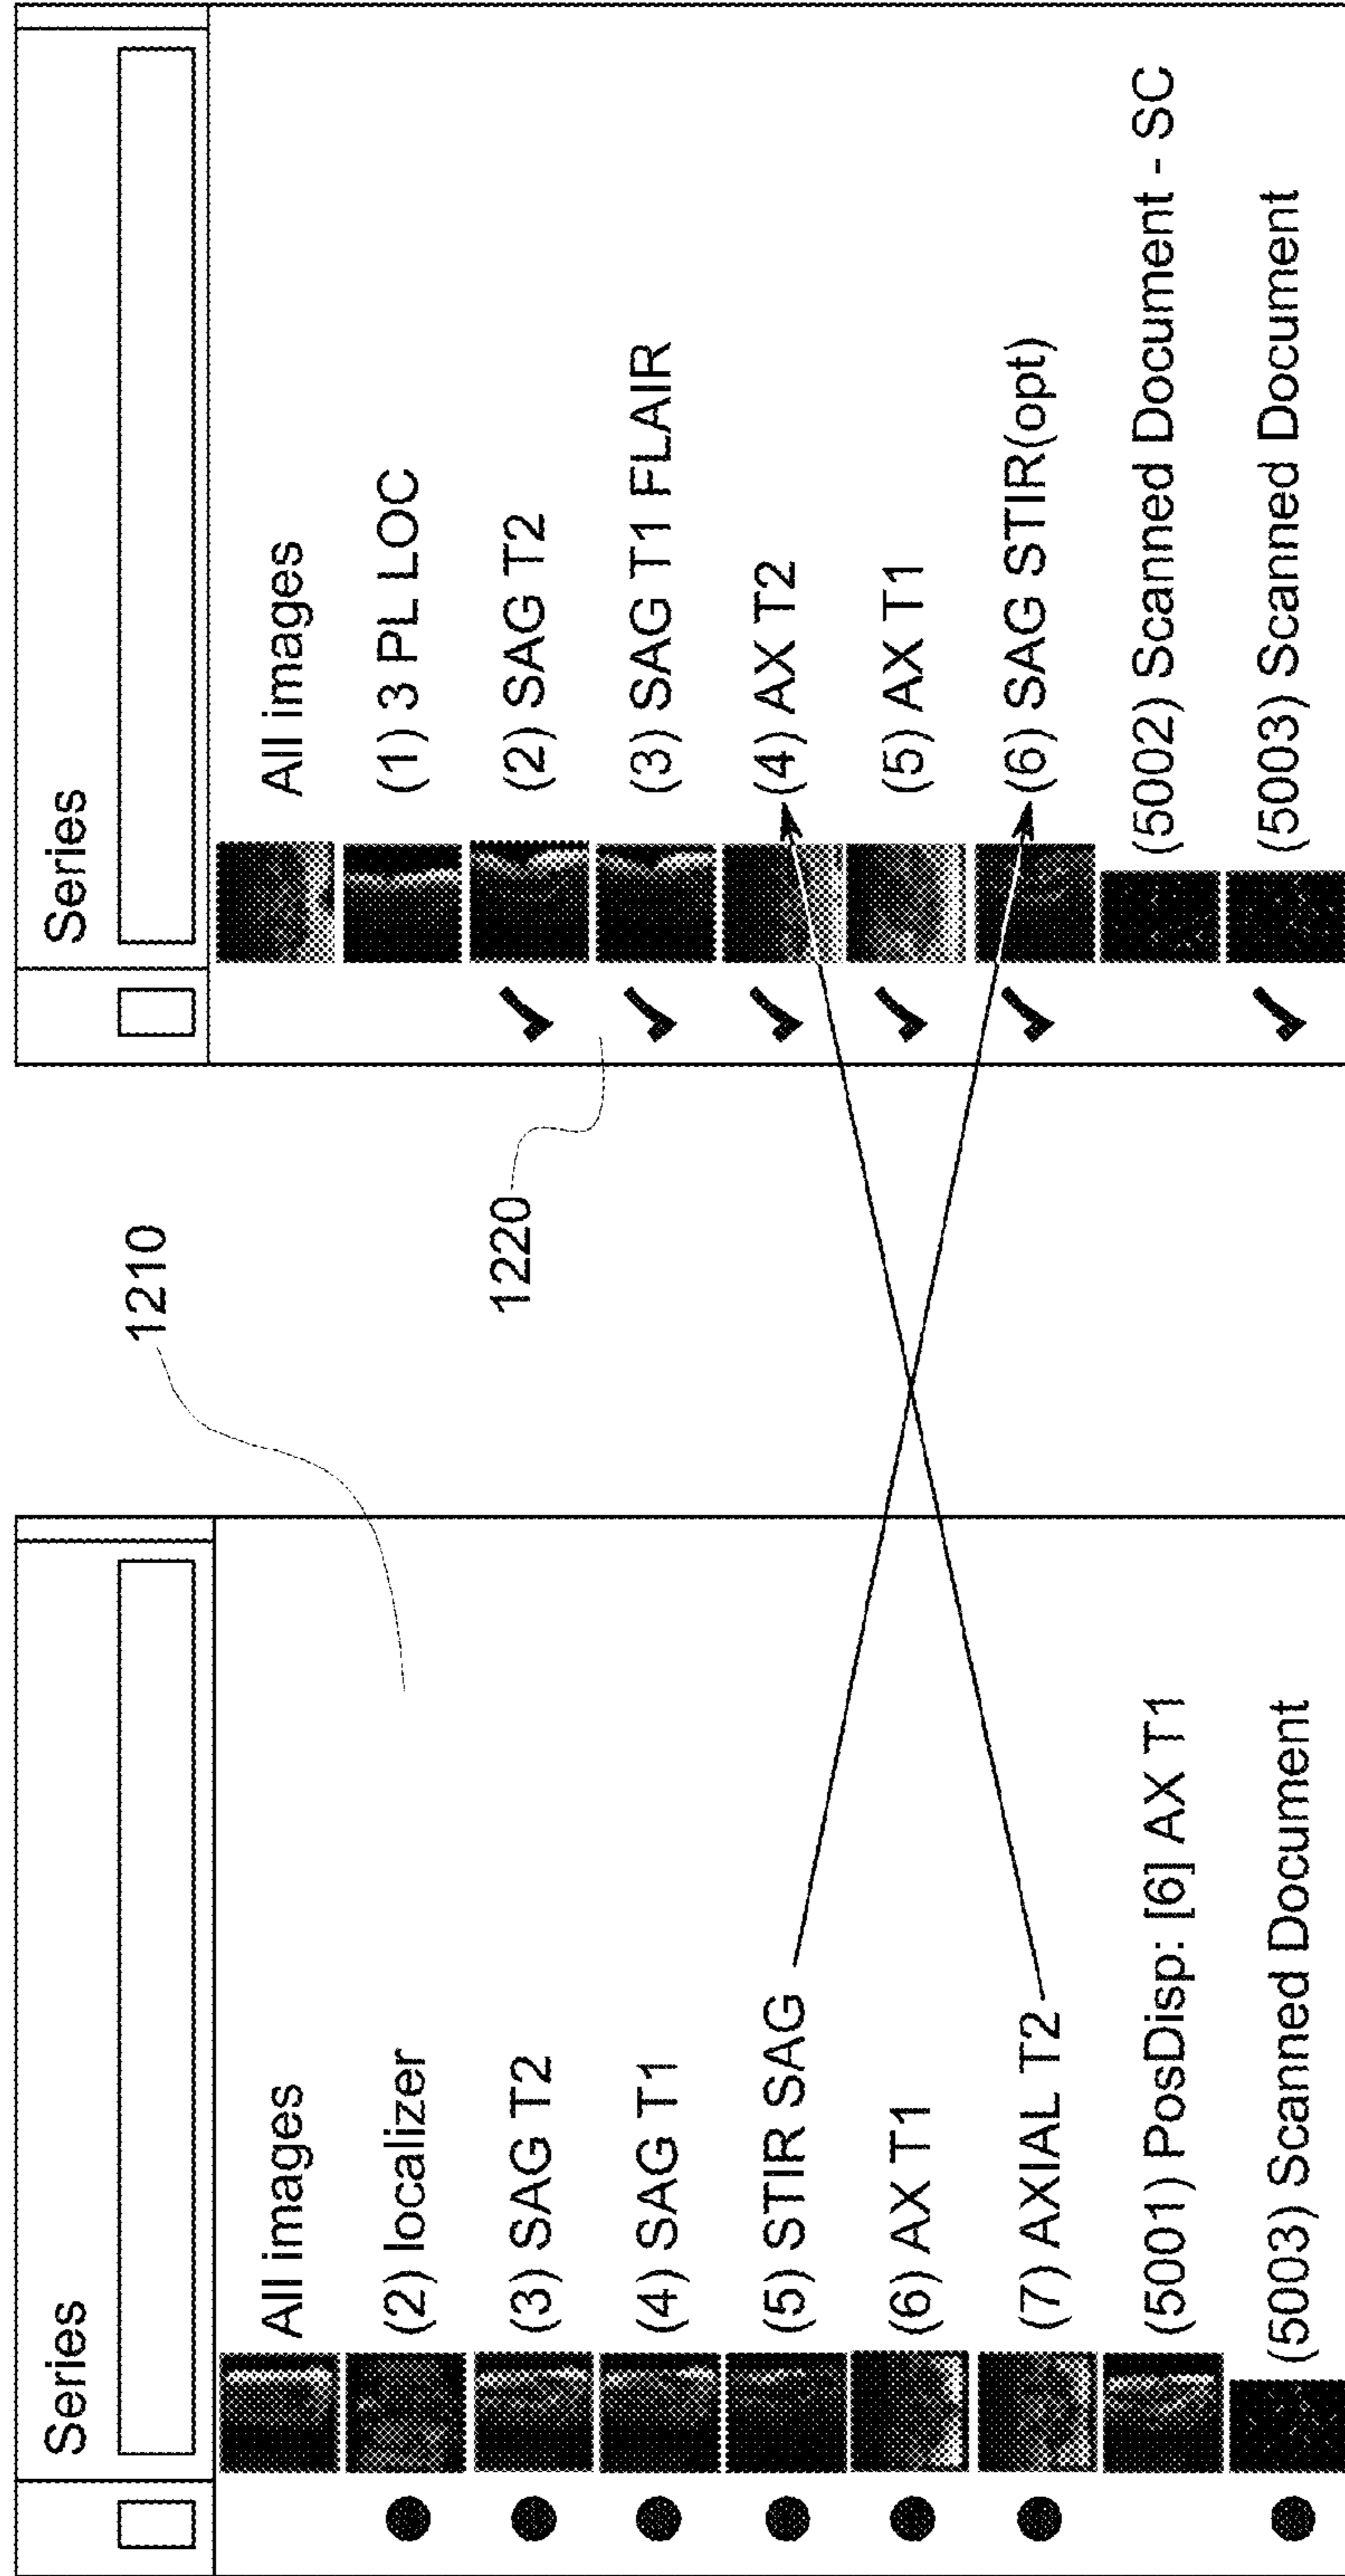 Series
All images
(2) localizer
(3) SAG T2
(4) SAG T1
(5) STIR SAG
(6) AX T1
(7) AXIAL T2
(5001) PosDisp: [6] AX T1
(5003) Scanned Document
1210
1220
Series
All images
(1) 3 PL LOC
(2) SAG T2
(3) SAG T1 FLAIR
(4) AX T2
(5) AX T1
(6) SAG STIR(opt)
(5002) Scanned Document - SC
(5003) Scanned Document